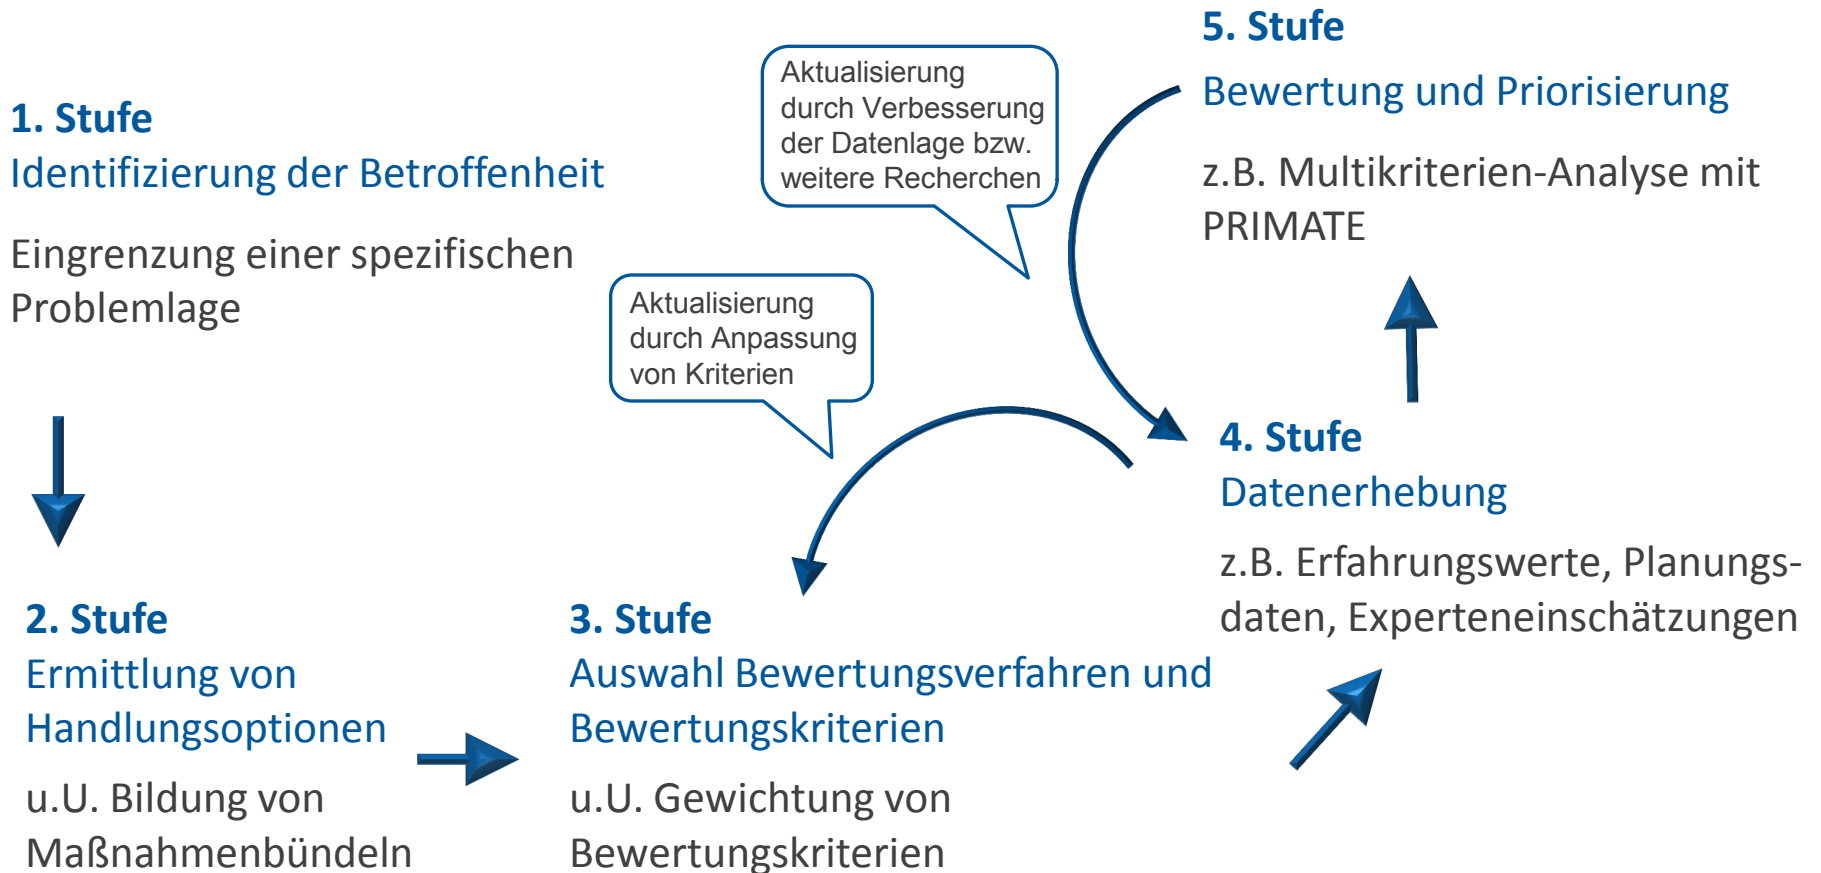 1. Stufe
Identifizierung der Betroffenheit
Eingrenzung einer spezifischen
Problemlage
2. Stufe
Ermittlung von
Handlungsoptionen
u.U. Bildung von
Maßnahmenbündeln
3. Stufe
Auswahl Bewertungsverfahren und
Bewertungskriterien
u.U. Gewichtung von
Bewertungskriterien
Aktualisierung
durch Anpassung
von Kriterien
4. Stufe
Datenerhebung
z.B. Erfahrungswerte, Planungs-
daten, Experteneinschätzungen
Aktualisierung
durch Verbesserung
der Datenlage bzw.
weitere Recherchen
5. Stufe
Bewertung und Priorisierung
z.B. Multikriterien-Analyse mit
PRIMATE